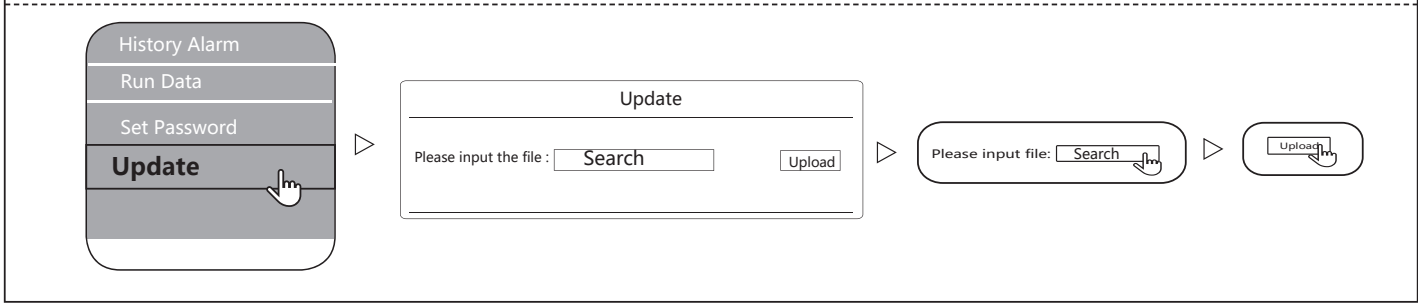 History Alarm
Run Data
Set Password
Update
Update
Please input the file : Search Upload
Please input file: Search
Upload